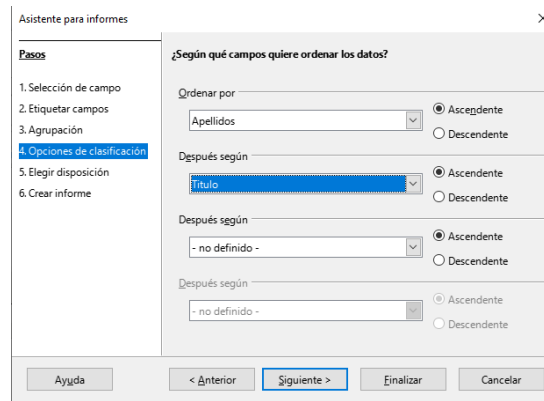 Asistente para informes
Pasos
1. Selección de campo
2. Etiquetar campos
3. Agrupación
4. Opciones de clasificación
5. Elegir disposición
6. Crear informe
¿Según qué campos quiere ordenar los datos?
Ordenar por
Apellidos
Ascendente
Descendente
Después según
Titulo
Ascendente
Descendente
Después según
- no definido -
Ascendente
Descendente
Después según
- no definido -
Ascendente
Descendente
Ayuda
< Anterior
Siguiente >
Finalizar
Cancelar